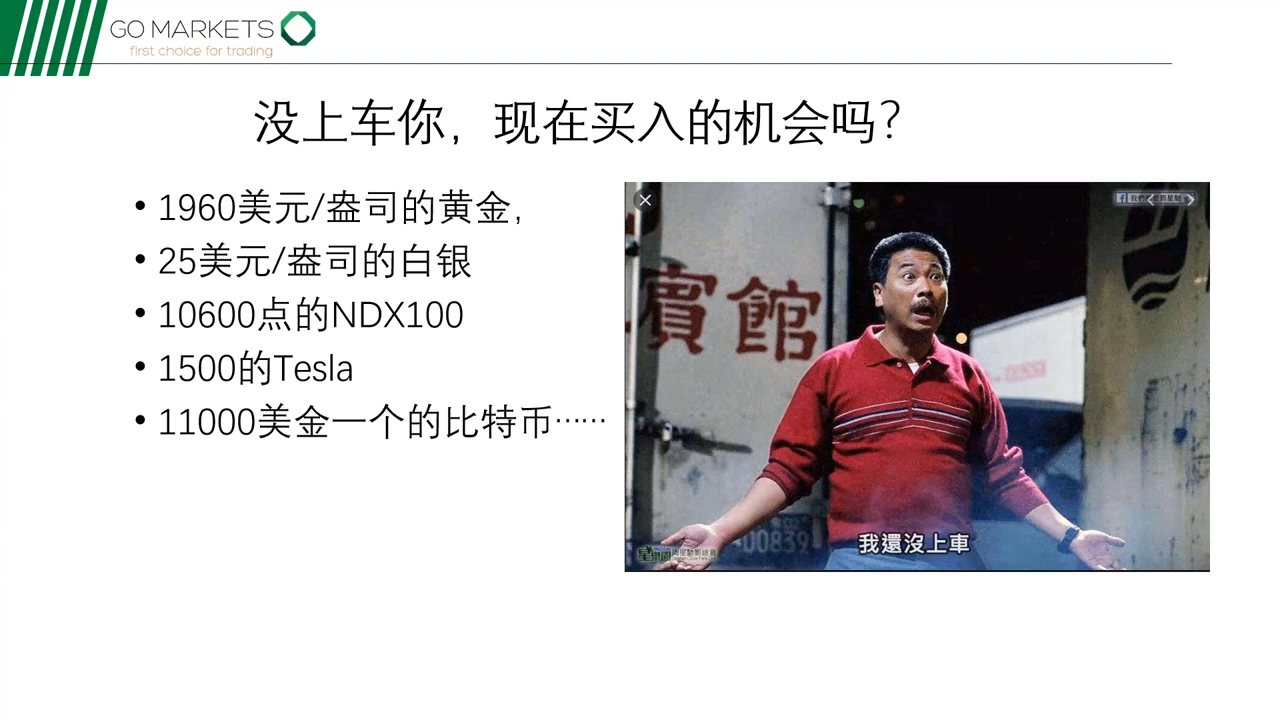 GO MARKETS
first choice for trading
没上车你，现在买入的机会吗？
• 1960美元/盎司的黄金，
• 25美元/盎司的白银
• 10600点的NDX100
• 1500的Tesla
• 11000美金一个的比特币……
賓館
我還沒上車